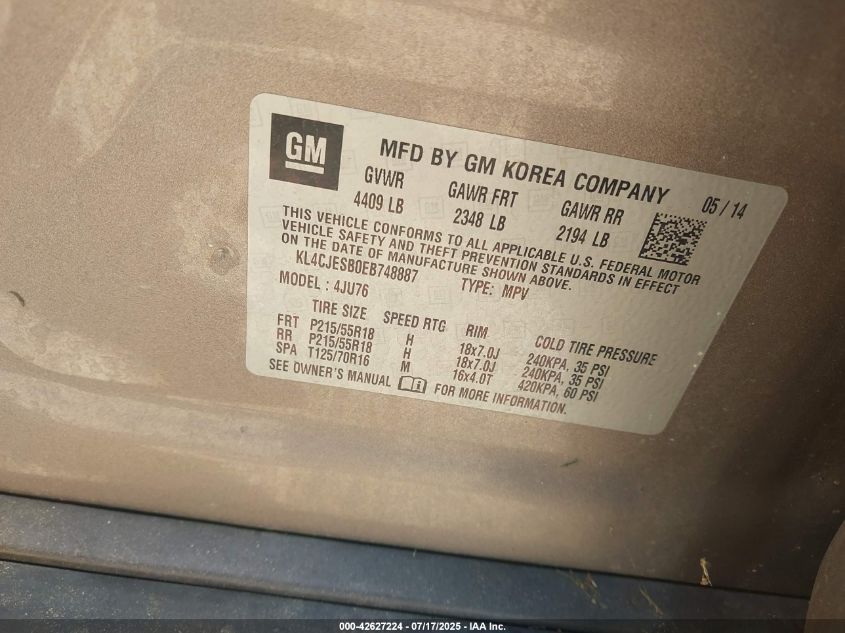 GM
MFD BY GM KOREA COMPANY 05 / 14
GVWR GAWR FRT GAWR RR
4409 LB 2348 LB 2194 LB
THIS VEHICLE CONFORMS TO ALL APPLICABLE U.S. FEDERAL MOTOR
VEHICLE SAFETY AND THEFT PREVENTION STANDARDS IN EFFECT
ON THE DATE OF MANUFACTURE SHOWN ABOVE.
KL4CJESB0EB748887 TYPE: MPV
MODEL : 4JU76
TIRE SIZE SPEED RTG RIM COLD TIRE PRESSURE
FRT P215/55R18 H 18x7.0J 240KPA, 35 PSI
RR P215/55R18 H 18x7.0J 240KPA, 35 PSI
SPA T125/70R16 M 16x4.0T 420KPA, 60 PSI
SEE OWNER'S MANUAL FOR MORE INFORMATION.
000-42627224 - 07/17/2025 - IAA Inc.